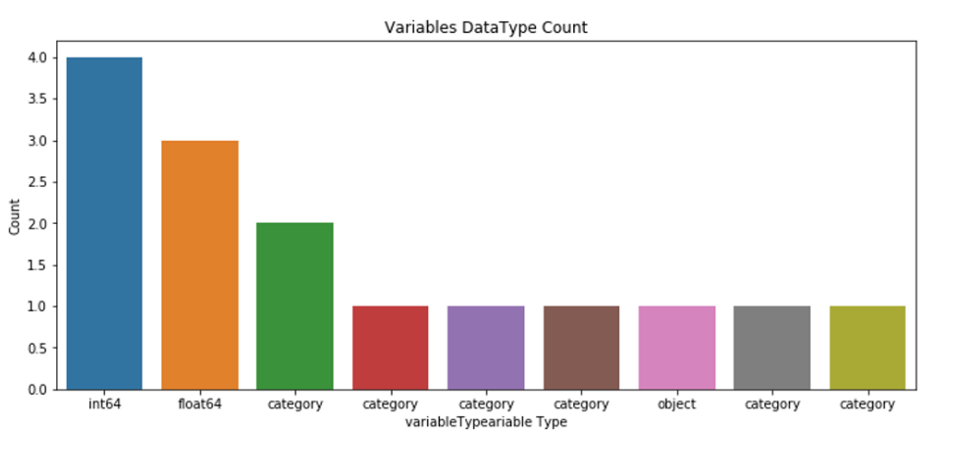 Variables DataType Count
4.0
3.5
3.0
2.5
2.0
1.5
1.0
0.5
0.0
Count
int64 float64 category category category category object category category
variableTypeariable Type